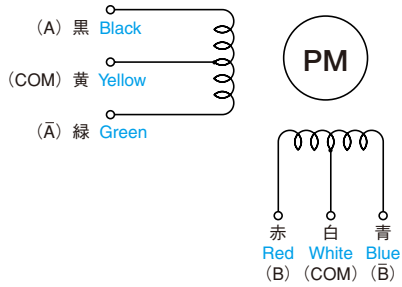 （A）黒 Black
PM
（COM）黄 Yellow
（Ā）緑 Green
赤 白 青
Red White Blue
（B）（COM）（B̄）